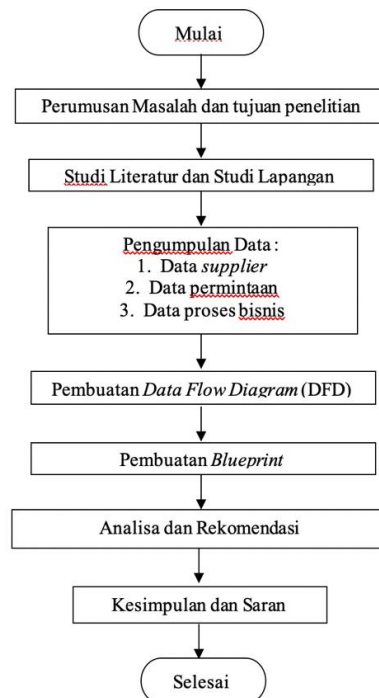 Mulai
Perumusan Masalah dan tujuan penelitian
Studi Literatur dan Studi Lapangan
Pengumpulan Data :
1. Data supplier
2. Data permintaan
3. Data proses bisnis
Pembuatan Data Flow Diagram (DFD)
Pembuatan Blueprint
Analisa dan Rekomendasi
Kesimpulan dan Saran
Selesai